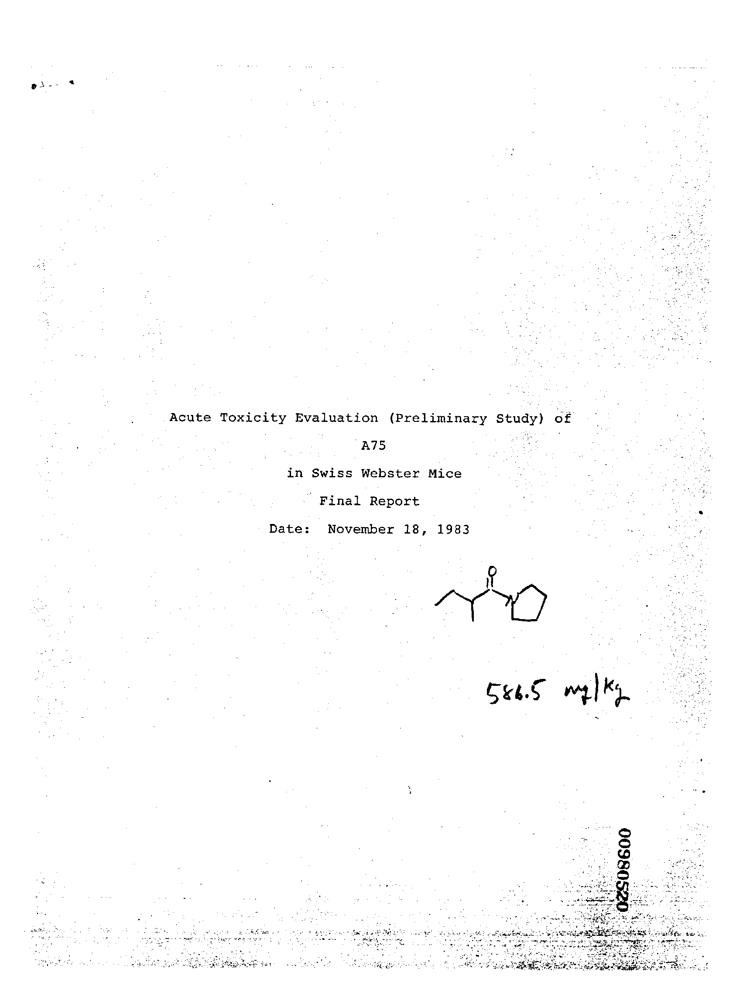 Acute Toxicity Evaluation (Preliminary Study) of
A75
in Swiss Webster Mice
Final Report
Date: November 18, 1983
O
N
586.5 mg/Kg
00980520